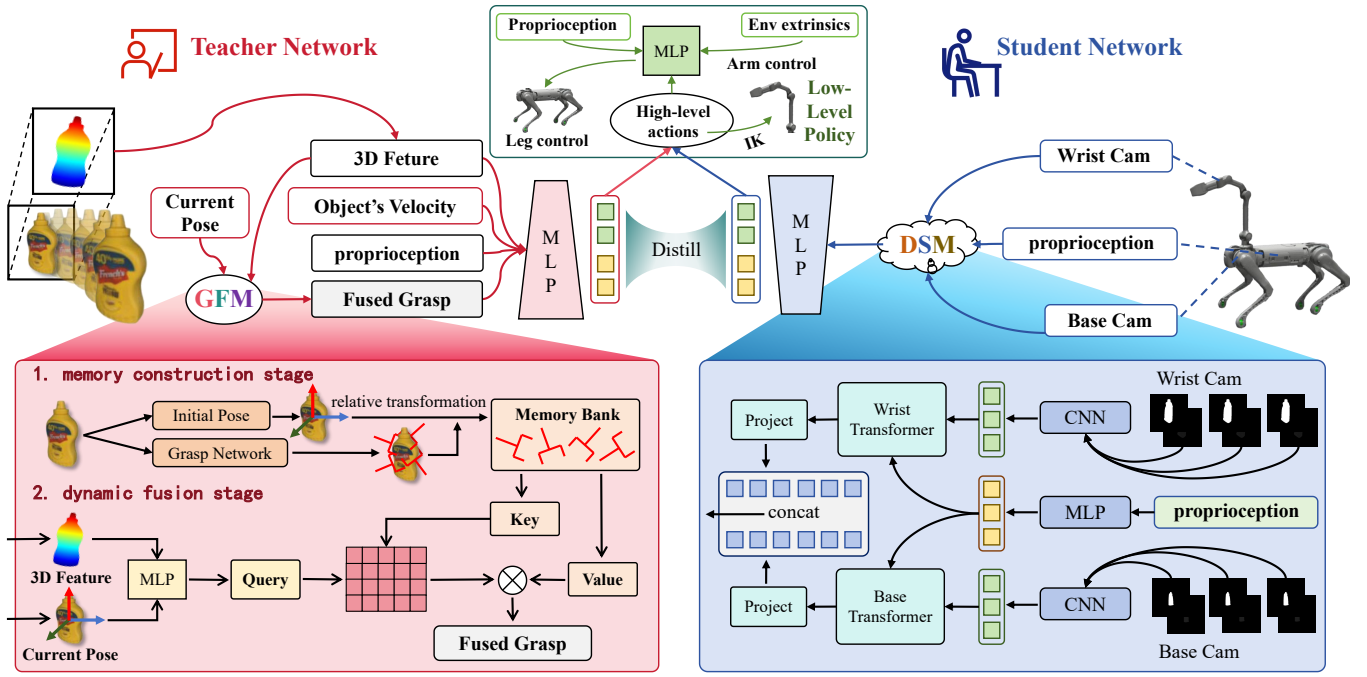 Teacher Network
Proprioception
Env extrinsics
MLP
Arm control
Leg control
High-level
actions
IK
Low-
Level
Policy
Student Network
3D Feture
Current
Pose
Object's Velocity
proprioception
Fused Grasp
GFM
MLP
Distill
MLP
DSM
Wrist Cam
proprioception
Base Cam
1. memory construction stage
Initial Pose
Grasp Network
relative transformation
Memory Bank
2. dynamic fusion stage
Key
3D Feature
MLP
Query
Value
Current Pose
Fused Grasp
Wrist Cam
Project
Wrist
Transformer
CNN
concat
MLP
proprioception
Project
Base
Transformer
CNN
Base Cam